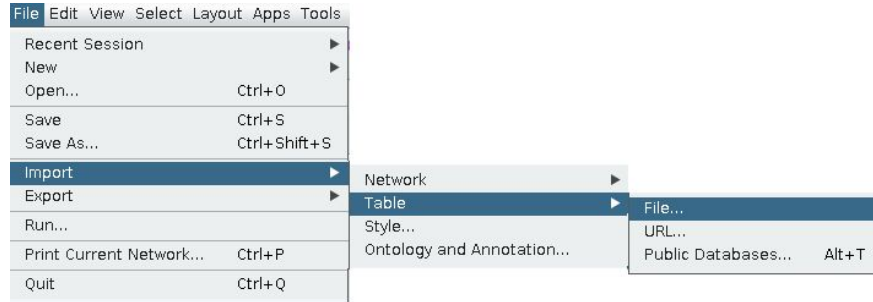 File Edit View Select Layout Apps Tools
Recent Session
New
Open... Ctrl+O
Save Ctrl+S
Save As... Ctrl+Shift+S
Import
Export
Run...
Print Current Network... Ctrl+P
Quit Ctrl+Q
Network
Table
Style...
Ontology and Annotation...
File...
URL...
Public Databases... Alt+T